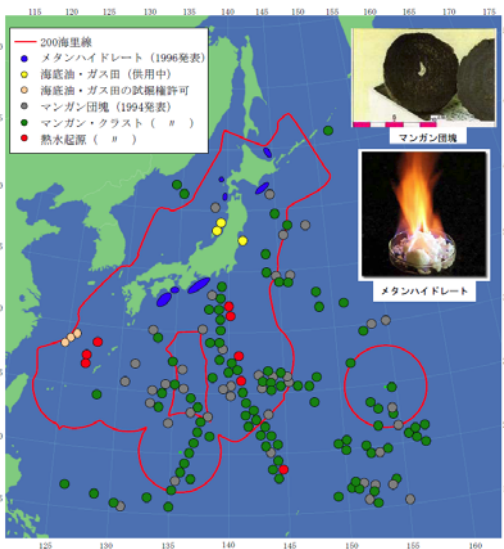 115 120 125 130 135 140 145 150 155 160 165 170 175
200海里線
メタンハイドレート（1996発表）
海底油・ガス田（供用中）
海底油・ガス田の試掘権許可
マンガン団塊（1994発表）
マンガン・クラスト（ 〃 ）
熱水起源（ 〃 ）
マンガン団塊
メタンハイドレート
125 130 135 140 145 150 155 160